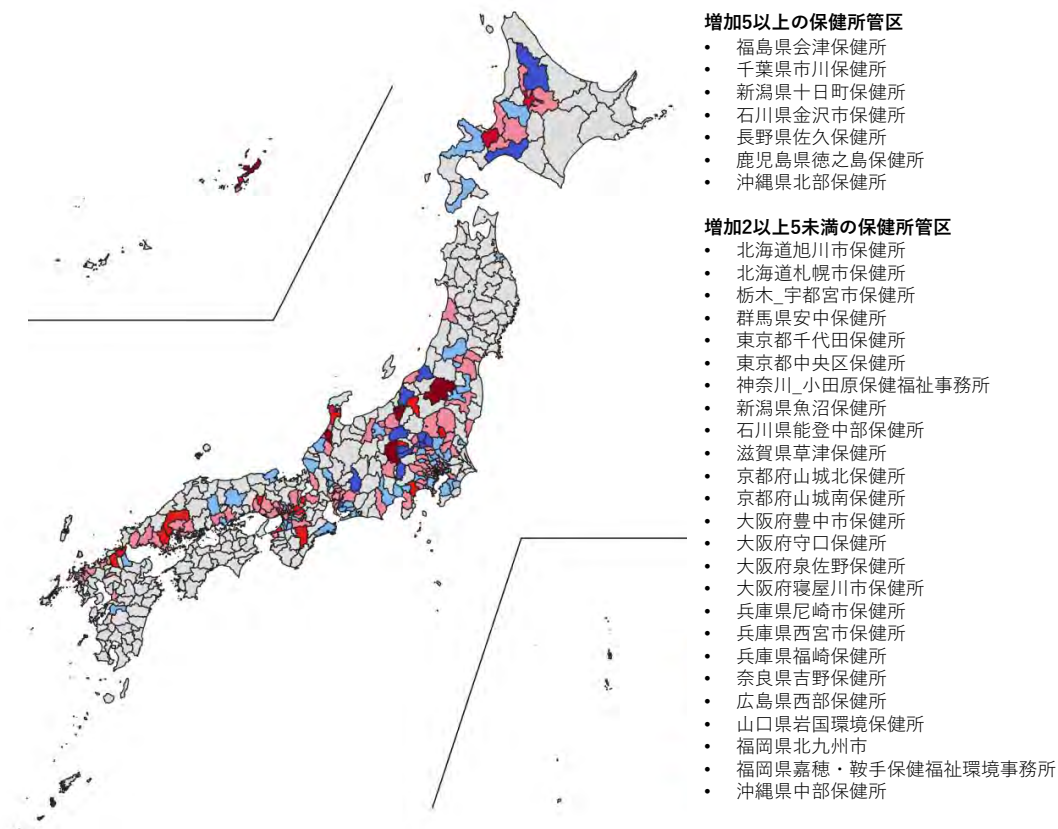 増加5以上の保健所管区
• 福島県会津保健所
• 千葉県市川保健所
• 新潟県十日町保健所
• 石川県金沢市保健所
• 長野県佐久保健所
• 鹿児島県徳之島保健所
• 沖縄県北部保健所
増加2以上5未満の保健所管区
• 北海道旭川市保健所
• 北海道札幌市保健所
• 栃木_宇都宮市保健所
• 群馬県安中保健所
• 東京都千代田保健所
• 東京都中央区保健所
• 神奈川_小田原保健福祉事務所
• 新潟県魚沼保健所
• 石川県能登中部保健所
• 滋賀県草津保健所
• 京都府山城北保健所
• 京都府山城南保健所
• 大阪府豊中市保健所
• 大阪府守口保健所
• 大阪府泉佐野保健所
• 大阪府寝屋川市保健所
• 兵庫県尼崎市保健所
• 兵庫県西宮市保健所
• 兵庫県福崎保健所
• 奈良県吉野保健所
• 広島県西部保健所
• 山口県岩国環境保健所
• 福岡県北九州市
• 福岡県嘉穂・鞍手保健福祉環境事務所
• 沖縄県中部保健所